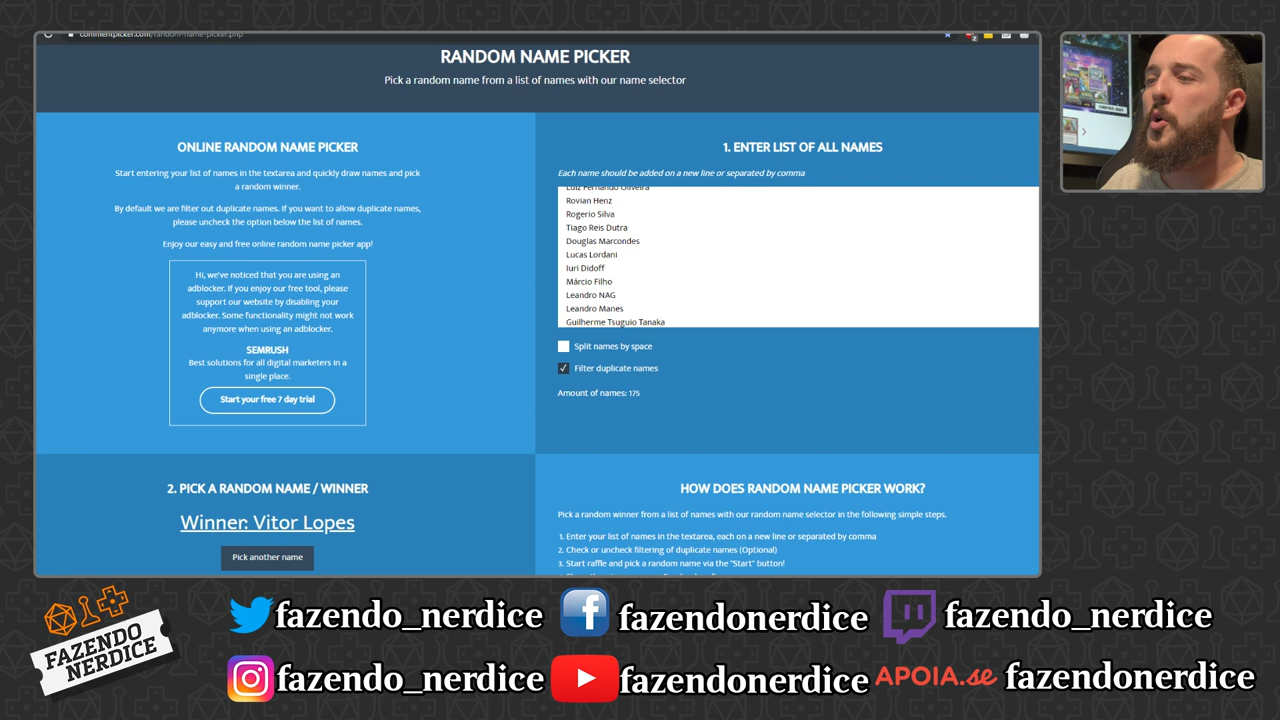 commentpicker.com/random-name-picker.php
RANDOM NAME PICKER
Pick a random name from a list of names with our name selector
ONLINE RANDOM NAME PICKER
Start entering your list of names in the textarea and quickly draw names and pick
a random winner.
By default we are filter out duplicate names. If you want to allow duplicate names,
please uncheck the option below the list of names.
Enjoy our easy and free online random name picker app!
Hi, we've noticed that you are using an
adblocker. If you enjoy our free tool, please
support our website by disabling your
adblocker. Some functionality might not work
anymore when using an adblocker.
SEMRUSH
Best solutions for all digital marketers in a
single place.
Start your free 7 day trial
1. ENTER LIST OF ALL NAMES
Each name should be added on a new line or separated by comma
Luiz Fernando Oliveira
Rovian Henz
Rogerio Silva
Tiago Reis Dutra
Douglas Marcondes
Lucas Lordani
Iuri Didoff
Márcio Filho
Leandro NAG
Leandro Manes
Guilherme Tsuguio Tanaka
Split names by space
Filter duplicate names
Amount of names: 175
2. PICK A RANDOM NAME / WINNER
Winner: Vitor Lopes
Pick another name
HOW DOES RANDOM NAME PICKER WORK?
Pick a random winner from a list of names with our random name selector in the following simple steps.
1. Enter your list of names in the textarea, each on a new line or separated by comma
2. Check or uncheck filtering of duplicate names (Optional)
3. Start raffle and pick a random name via the "Start" button!
FAZENDO
NERDICE
fazendo_nerdice
fazendonerdice
fazendo_nerdice
fazendo_nerdice
fazendonerdice
APOIA.se fazendonerdice